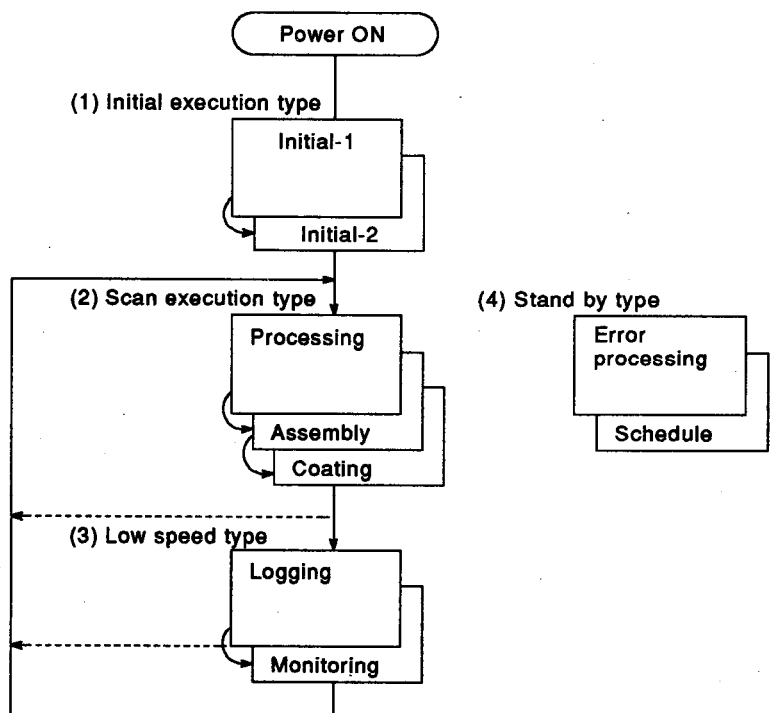 Power ON
(1) Initial execution type
Initial-1
Initial-2
(2) Scan execution type
Processing
Assembly
Coating
(4) Stand by type
Error
processing
Schedule
(3) Low speed type
Logging
Monitoring